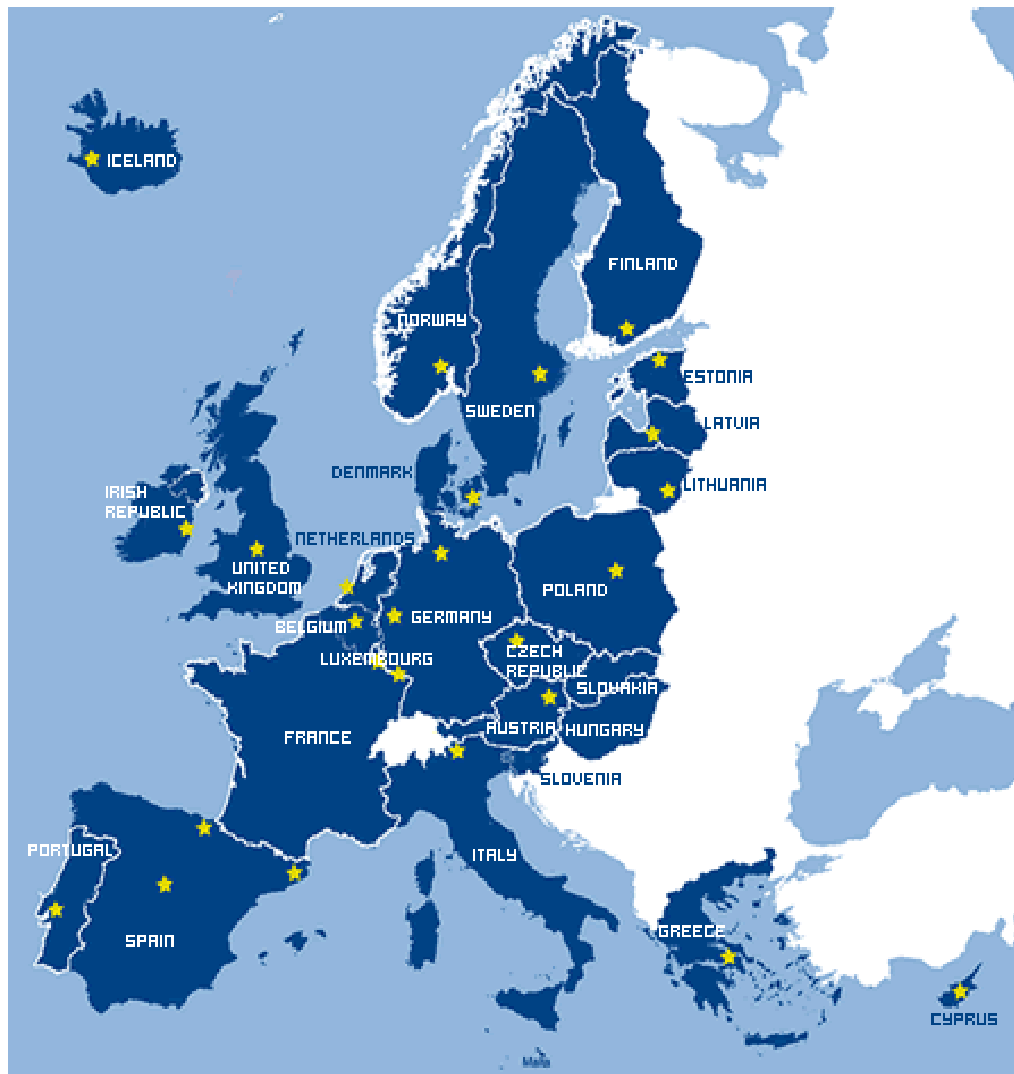 ICELAND
FINLAND
NORWAY
ESTONIA
SWEDEN
LATVIA
DENMARK
LITHUANIA
IRISH
REPUBLIC
NETHERLANDS
UNITED
KINGDOM
POLAND
GERMANY
BELGIUM
CZECH
REPUBLIC
LUXEMBOURG
SLOVAKIA
AUSTRIA
HUNGARY
FRANCE
SLOVENIA
PORTUGAL
ITALY
SPAIN
GREECE
CYPRUS
Malta